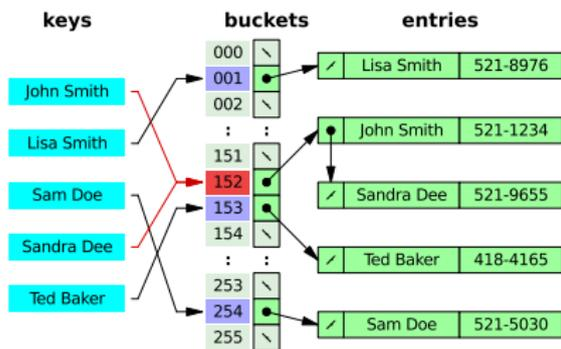 keys
buckets
entries
John Smith
Lisa Smith
Sam Doe
Sandra Dee
Ted Baker
000
001
002
: :
151
152
153
154
: :
253
254
255
Lisa Smith 521-8976
John Smith 521-1234
Sandra Dee 521-9655
Ted Baker 418-4165
Sam Doe 521-5030